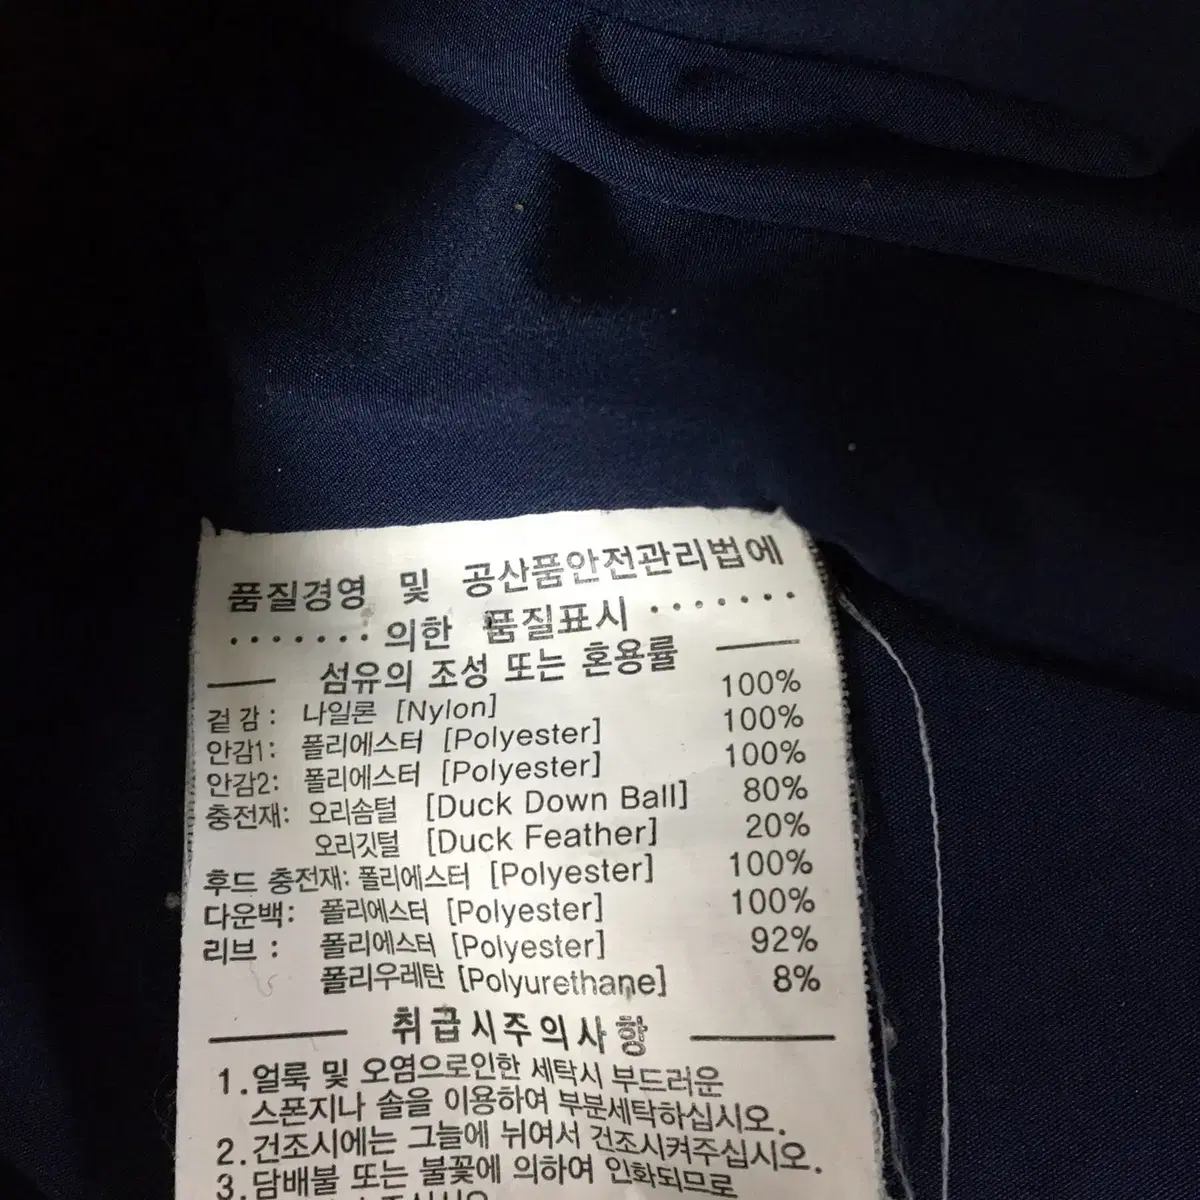 품질경영 및 공산품안전관리법에
·······의한 품질표시·······
섬유의 조성 또는 혼용률
겉감: 나일론 [Nylon] 100%
안감1: 폴리에스터 [Polyester] 100%
안감2: 폴리에스터 [Polyester] 100%
충전재: 오리솜털 [Duck Down Ball] 80%
오리깃털 [Duck Feather] 20%
후드 충전재: 폴리에스터 [Polyester] 100%
다운백: 폴리에스터 [Polyester] 100%
리브: 폴리에스터 [Polyester] 92%
폴리우레탄 [Polyurethane] 8%
취급시주의사항
1.얼룩 및 오염으로인한 세탁시 부드러운
스폰지나 솔을 이용하여 부분세탁하십시오.
2.건조시에는 그늘에 뉘여서 건조시켜주십시오.
3.담배불 또는 불꽃에 의하여 인화되므로